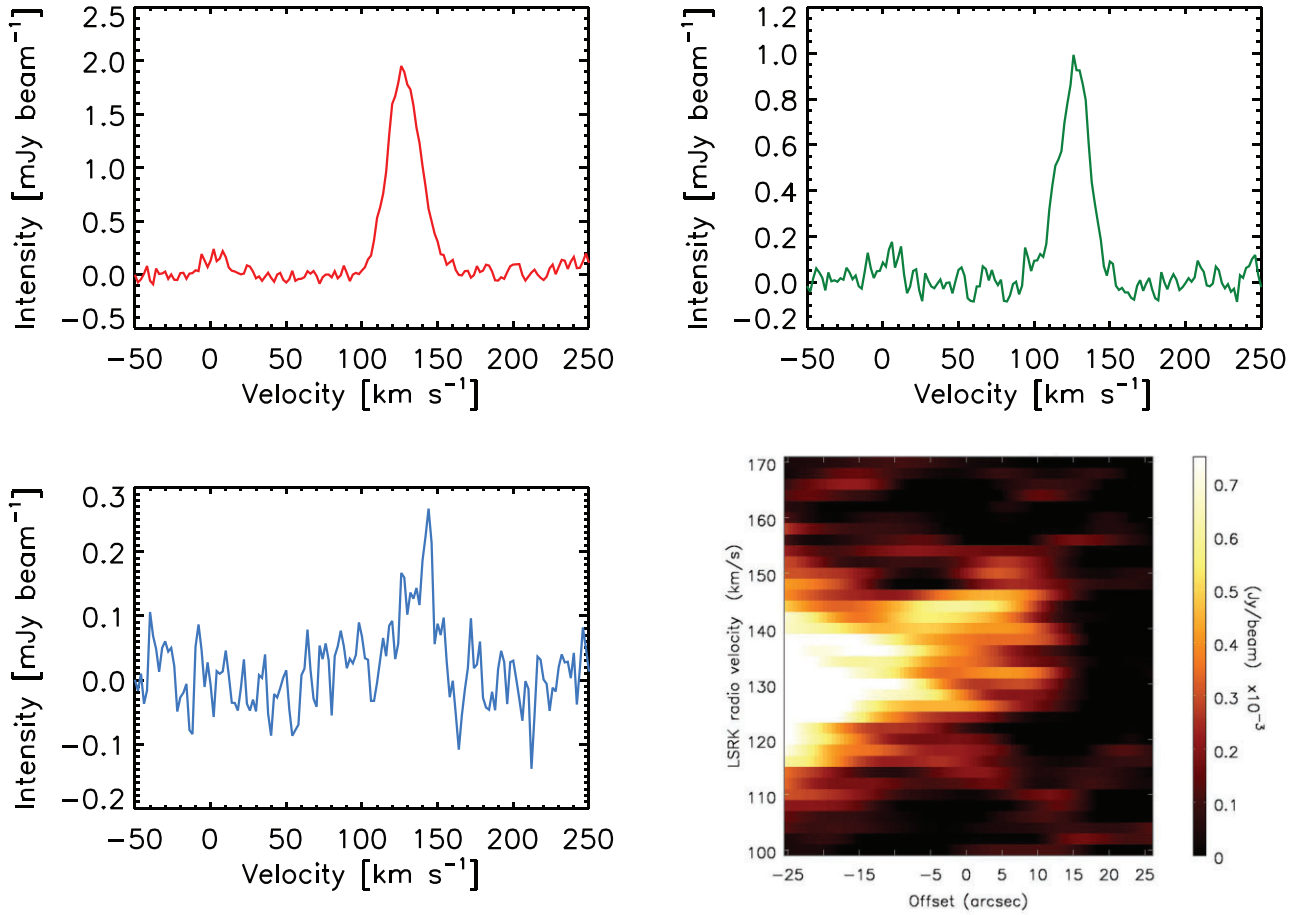 Intensity [mJy beam⁻¹]
2.5
2.0
1.5
1.0
0.5
0.0
−0.5
−50 0 50 100 150 200 250
Velocity [km s⁻¹]
Intensity [mJy beam⁻¹]
1.2
1.0
0.8
0.6
0.4
0.2
0.0
−0.2
−50 0 50 100 150 200 250
Velocity [km s⁻¹]
Intensity [mJy beam⁻¹]
0.3
0.2
0.1
0.0
−0.1
−0.2
−50 0 50 100 150 200 250
Velocity [km s⁻¹]
LSRK radio velocity (km/s)
170
160
150
140
130
120
110
100
−25 −20 −15 −10 −5 0 5 10 15 20 25
Offset (arcsec)
0.7
0.6
0.5
0.4
0.3
0.2
0.1
0
(Jy/beam) x10⁻³